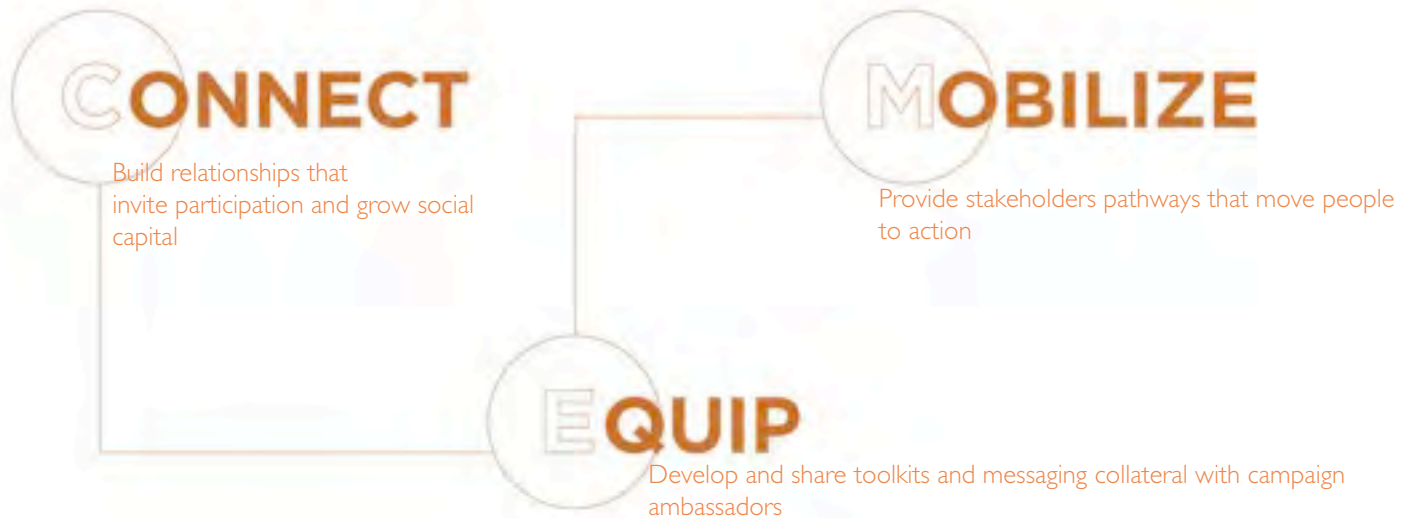 CONNECT
Build relationships that
invite participation and grow social
capital
MOBILIZE
Provide stakeholders pathways that move people
to action
EQUIP
Develop and share toolkits and messaging collateral with campaign
ambassadors